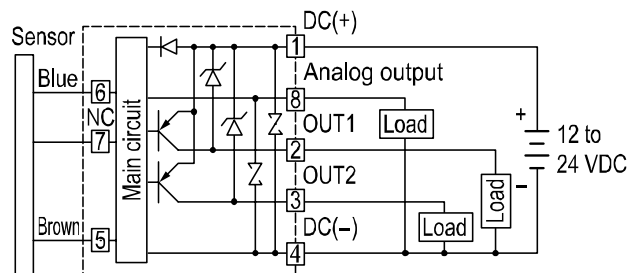 Sensor
Blue
6
NC
7
Brown
5
Main circuit
DC(+)
1
Analog output
8
OUT1
2
OUT2
3
DC(−)
4
Load
Load
Load
+
12 to
24 VDC
−